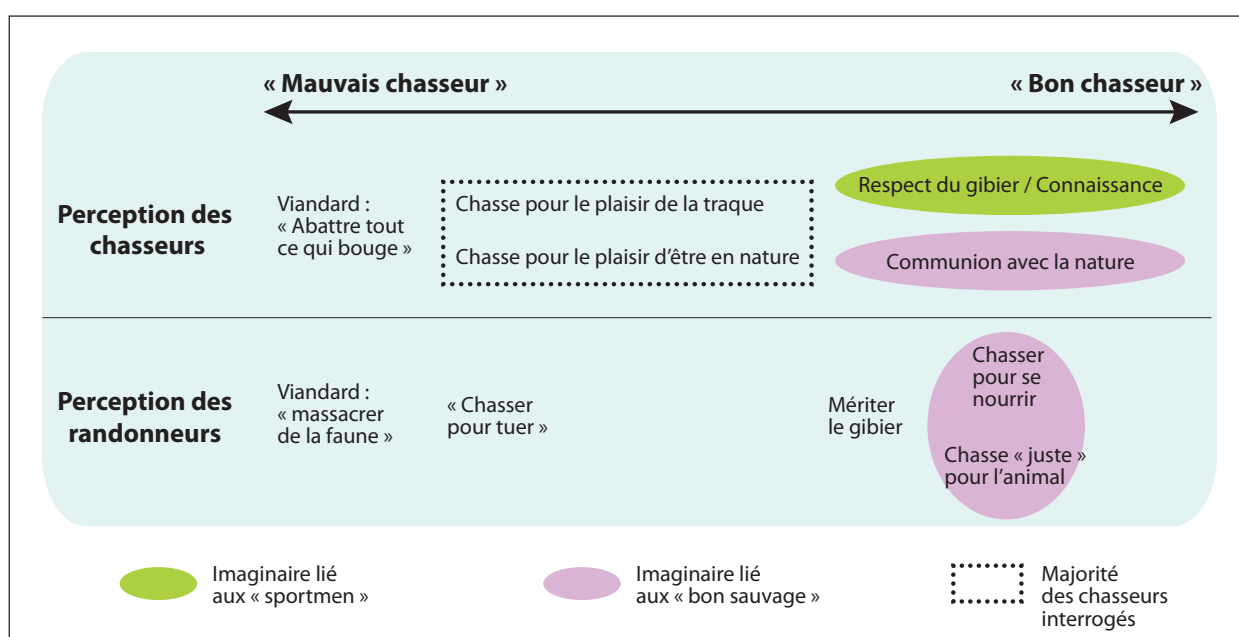 « Mauvais chasseur »
« Bon chasseur »
Perception des
chasseurs
Viandard :
« Abattre tout
ce qui bouge »
Chasse pour le plaisir de la traque
Chasse pour le plaisir d'être en nature
Respect du gibier / Connaissance
Communion avec la nature
Perception des
randonneurs
Viandard :
« massacrer
de la faune »
« Chasser
pour tuer »
Mériter
le gibier
Chasser
pour se
nourrir
Chasse « juste »
pour l'animal
Imaginaire lié
aux « sportmen »
Imaginaire lié
aux « bon sauvage »
Majorité
des chasseurs
interrogés